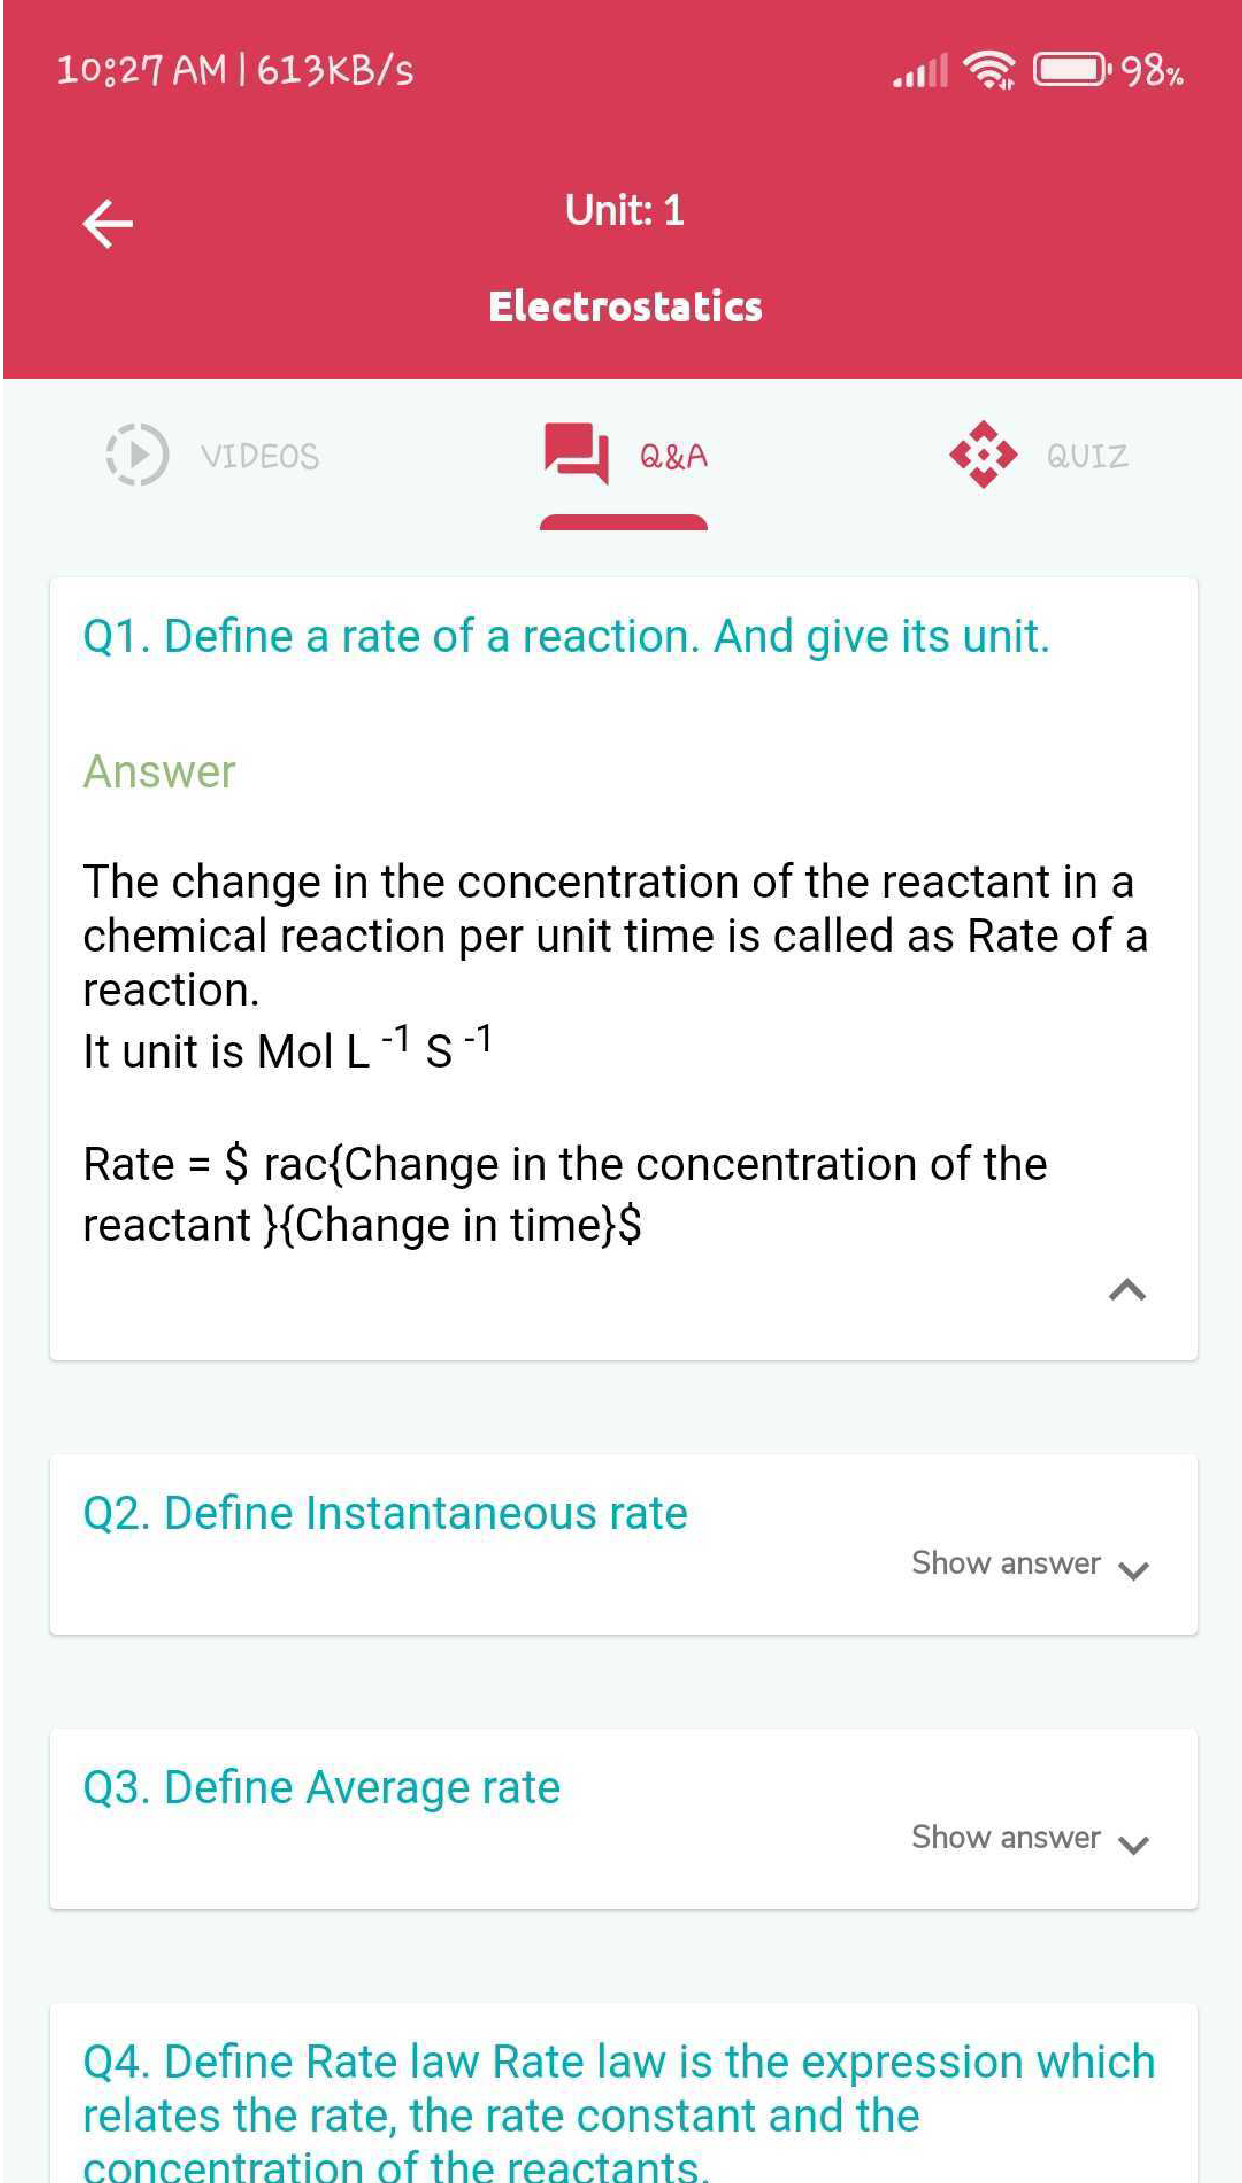 10:27 AM | 613KB/s 98%
Unit: 1
Electrostatics
VIDEOS Q&A QUIZ
Q1. Define a rate of a reaction. And give its unit.
Answer
The change in the concentration of the reactant in a
chemical reaction per unit time is called as Rate of a
reaction.
It unit is Mol L⁻¹ S⁻¹
Rate = $ rac{Change in the concentration of the
reactant }{Change in time}$
Q2. Define Instantaneous rate
Show answer
Q3. Define Average rate
Show answer
Q4. Define Rate law Rate law is the expression which
relates the rate, the rate constant and the
concentration of the reactants.